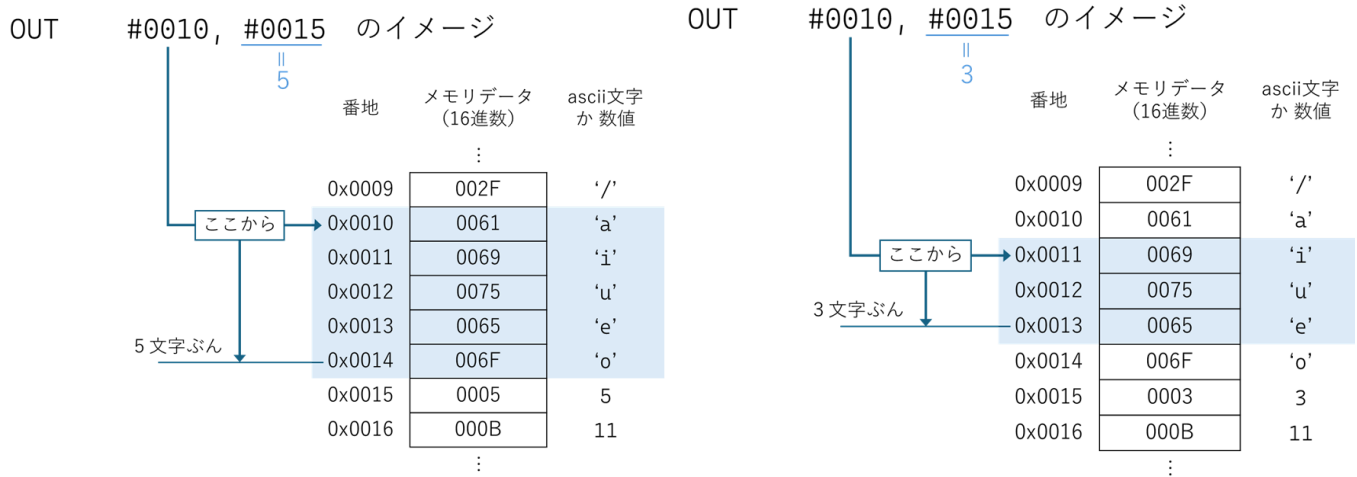 OUT #0010, #0015 のイメージ
=
5
番地 メモリデータ ascii文字
(16進数) か 数値
⋮
0x0009 002F ‘/’
ここから 0x0010 0061 ‘a’
0x0011 0069 ‘i’
0x0012 0075 ‘u’
0x0013 0065 ‘e’
5文字ぶん 0x0014 006F ‘o’
0x0015 0005 5
0x0016 000B 11
⋮
OUT #0010, #0015 のイメージ
=
3
番地 メモリデータ ascii文字
(16進数) か 数値
⋮
0x0009 002F ‘/’
0x0010 0061 ‘a’
ここから 0x0011 0069 ‘i’
0x0012 0075 ‘u’
3文字ぶん 0x0013 0065 ‘e’
0x0014 006F ‘o’
0x0015 0003 3
0x0016 000B 11
⋮